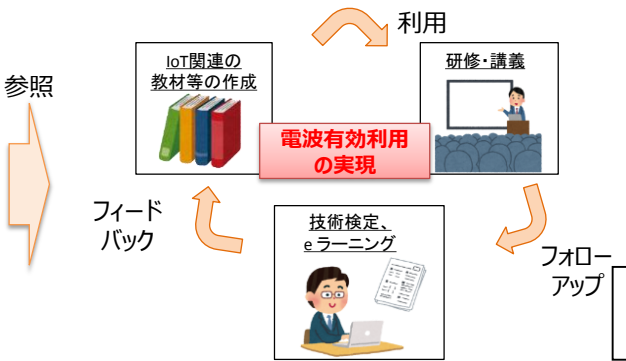 利用
参照
IoT関連の
教材等の作成
研修・講義
電波有効利用
の実現
フィード
バック
技術検定、
eラーニング
フォロー
アップ